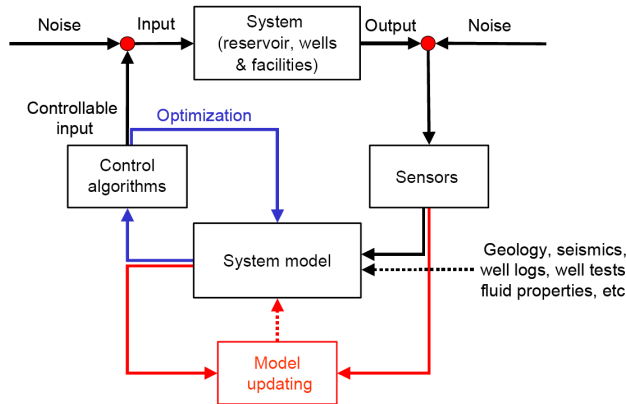 Noise
Input
System
(reservoir, wells
& facilities)
Output
Noise
Controllable
input
Optimization
Control
algorithms
Sensors
System model
Geology, seismics,
well logs, well tests
fluid properties, etc
Model
updating